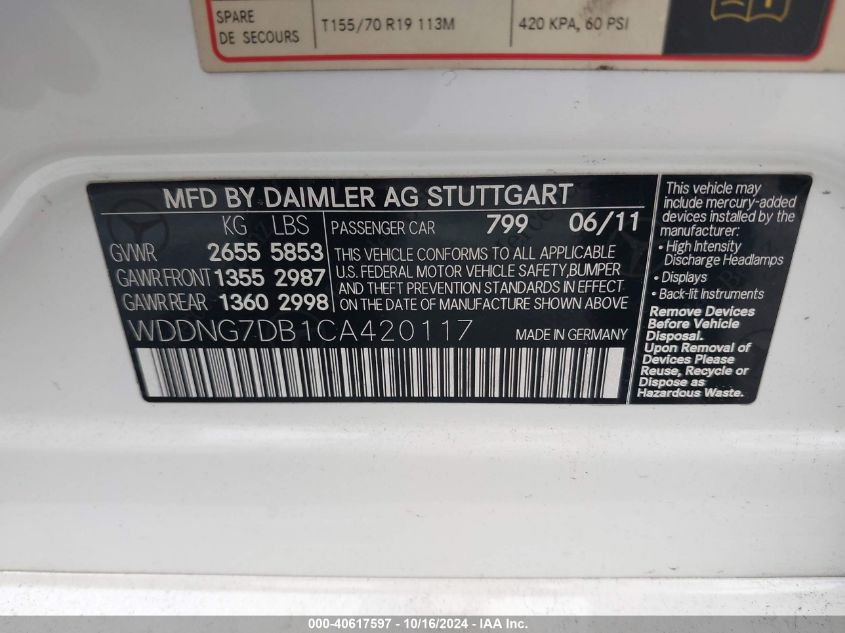 SPARE
DE SECOURS T155/70 R19 113M 420 KPA, 60 PSI
MFD BY DAIMLER AG STUTTGART
KG LBS PASSENGER CAR 799 06/11
GVWR 2655 5853
GAWR FRONT 1355 2987
GAWR REAR 1360 2998
THIS VEHICLE CONFORMS TO ALL APPLICABLE
U.S. FEDERAL MOTOR VEHICLE SAFETY, BUMPER
AND THEFT PREVENTION STANDARDS IN EFFECT
ON THE DATE OF MANUFACTURE SHOWN ABOVE
WDDNG7DB1CA420117 MADE IN GERMANY
This vehicle may
include mercury-added
devices installed by the
manufacturer:
• High Intensity
Discharge Headlamps
• Displays
• Back-lit Instruments
Remove Devices
Before Vehicle
Disposal.
Upon Removal of
Devices Please
Reuse, Recycle or
Dispose as
Hazardous Waste.
000-40617597 - 10/16/2024 - IAA Inc.